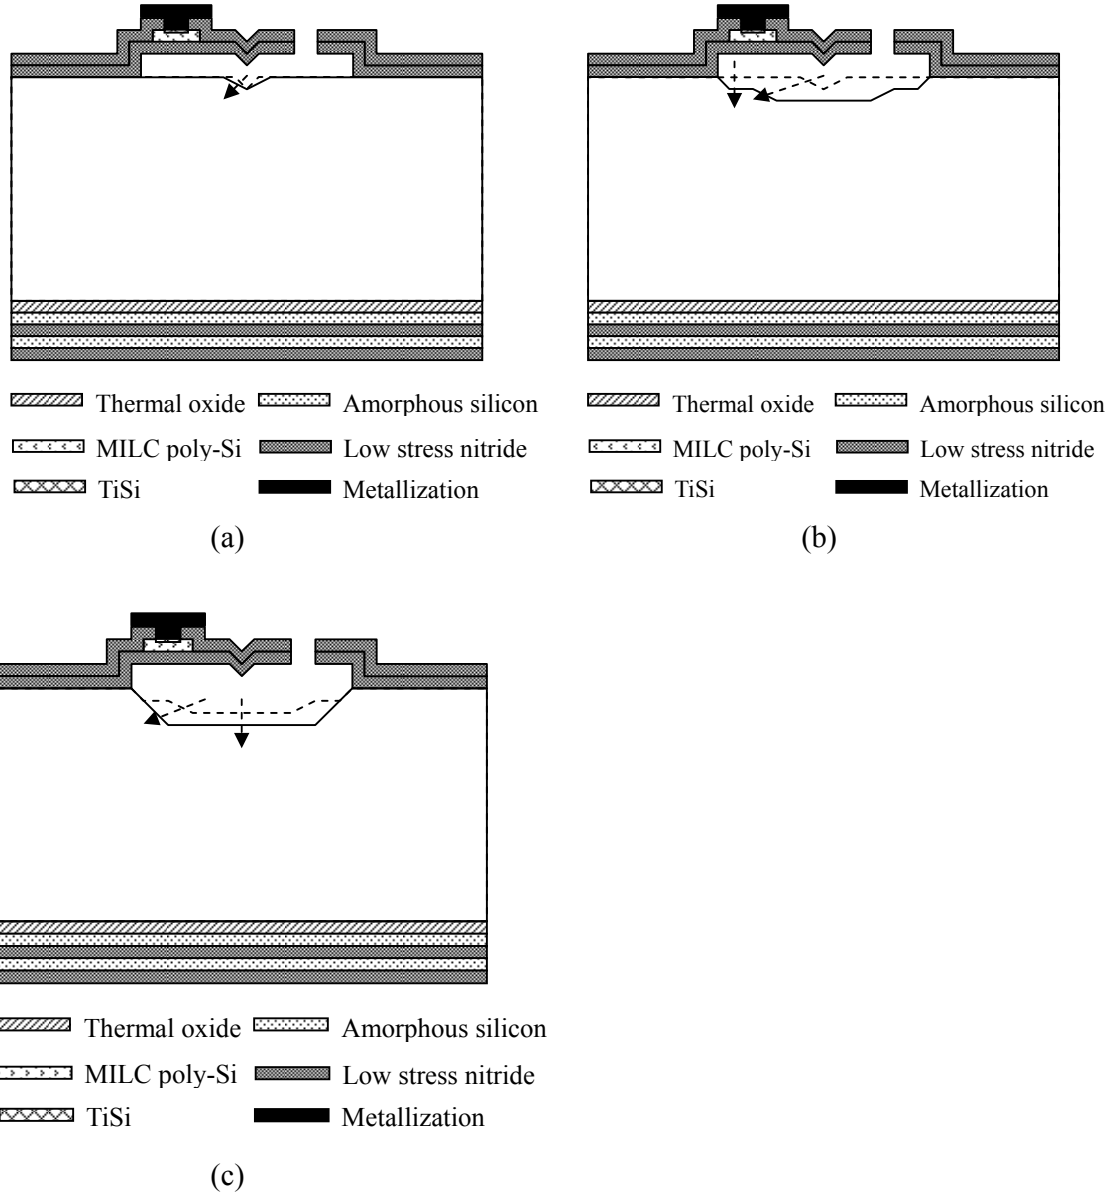 Thermal oxide Amorphous silicon Thermal oxide Amorphous silicon
MILC poly-Si Low stress nitride MILC poly-Si Low stress nitride
TiSi Metallization TiSi Metallization
(a) (b)
Thermal oxide Amorphous silicon
MILC poly-Si Low stress nitride
TiSi Metallization
(c)